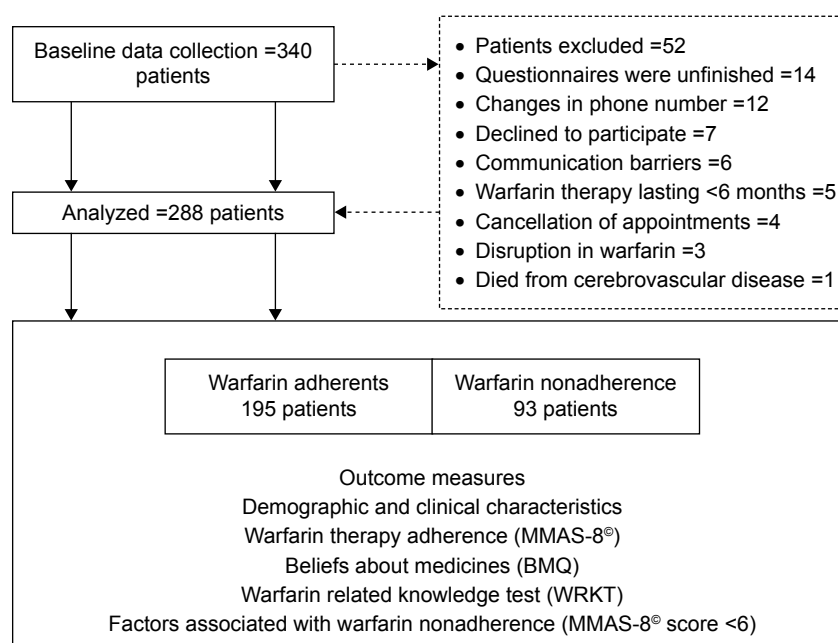 Baseline data collection =340
patients
• Patients excluded =52
• Questionnaires were unfinished =14
• Changes in phone number =12
• Declined to participate =7
• Communication barriers =6
• Warfarin therapy lasting <6 months =5
• Cancellation of appointments =4
• Disruption in warfarin =3
• Died from cerebrovascular disease =1
Analyzed =288 patients
Warfarin adherents
195 patients
Warfarin nonadherence
93 patients
Outcome measures
Demographic and clinical characteristics
Warfarin therapy adherence (MMAS-8©)
Beliefs about medicines (BMQ)
Warfarin related knowledge test (WRKT)
Factors associated with warfarin nonadherence (MMAS-8© score <6)